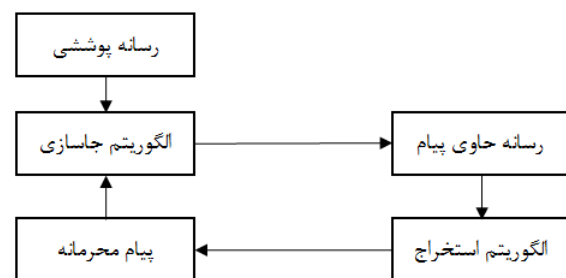 رسانه پوششی
الگوریتم جاسازی
رسانه حاوی پیام
پیام محرمانه
الگوریتم استخراج